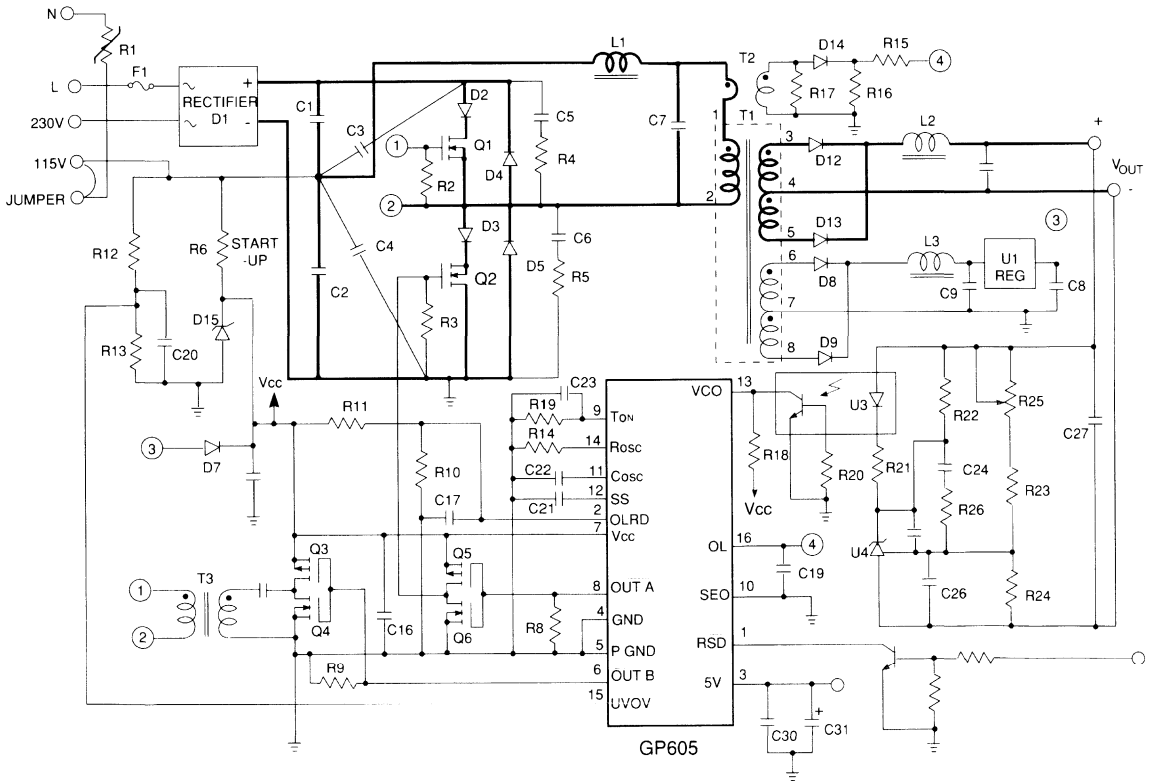 N
R1
L
F1
230V
115V
JUMPER
~
+
RECTIFIER
~
-
D1
C1
C2
C3
C4
1
2
D2
Q1
R2
D4
C5
R4
D3
Q2
R3
D5
C6
R5
L1
C7
T2
D14
R15
4
R17
R16
T1
1
2
3
4
5
6
7
8
D12
D13
D8
D9
L2
+
VOUT
-
3
L3
U1
REG
C9
C8
R12
R6
START
-UP
D15
R13
C20
Vcc
3
D7
R11
R10
C17
C23
R19
R14
C22
C21
9
TON
14
Rosc
11
Cosc
12
SS
2
OLRD
7
Vcc
8
OUT A
4
GND
5
P GND
6
OUT B
15
UVOV
13
VCO
OL
16
SEO
10
RSD
1
5V
3
GP605
1
2
T3
Q3
Q4
C16
Q5
Q6
R8
R9
R18
Vcc
R20
U3
R21
U4
R22
C24
R26
C26
R25
R23
R24
C27
4
C19
C30
+
C31